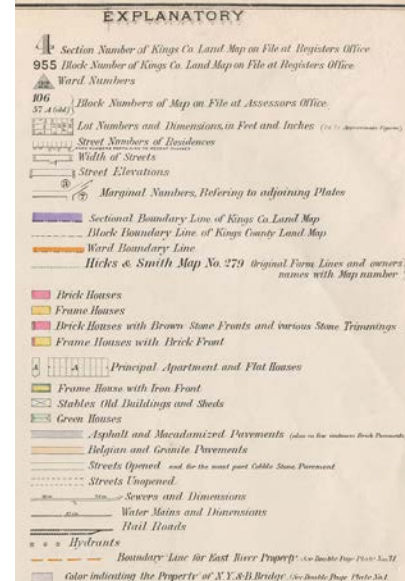 EXPLANATORY
4 Section Number of Kings Co. Land Map on File at Registers Office
955 Block Number of Kings Co. Land Map on File at Registers Office
Ward Numbers
106
57 A (old) Block Numbers of Map on File at Assessors Office
Lot Numbers and Dimensions, in Feet and Inches
Street Numbers of Residences
Width of Streets
Street Elevations
Marginal Numbers, Refering to adjoining Plates
Sectional Boundary Line of Kings Co. Land Map
Block Boundary Line of Kings County Land Map
Ward Boundary Line
Hicks & Smith Map No. 279 Original Farm Lines and owners
names with Map number
Brick Houses
Frame Houses
Brick Houses with Brown Stone Fronts and various Stone Trimmings
Frame Houses with Brick Front
A A Principal Apartment and Flat Houses
Frame House with Iron Front
Stables Old Buildings and Sheds
Green Houses
Asphalt and Macadamized Pavements
Belgian and Granite Pavements
Streets Opened and for the most part Cobble Stone Pavement
Streets Unopened
Sewers and Dimensions
Water Mains and Dimensions
Rail Roads
Hydrants
Boundary Line for East River Property
Color indicating the Property of N.Y. & B. Bridge. See Double Page Plate No.1